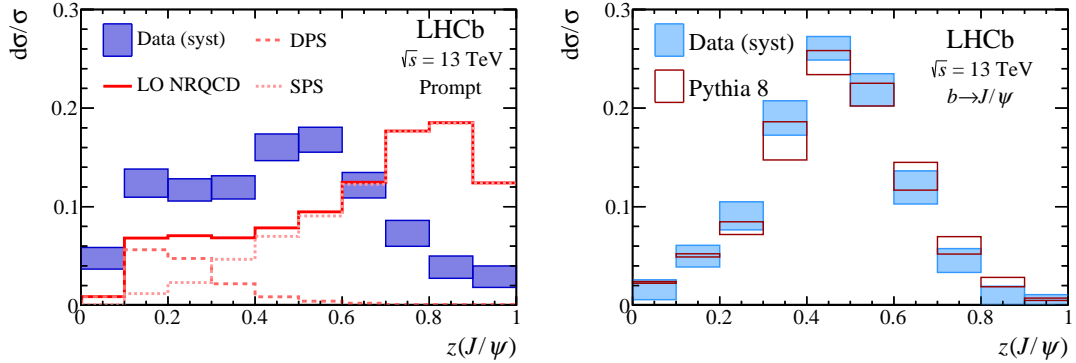 dσ/σ
0.3
0.2
0.1
0
Data (syst)
DPS
LO NRQCD
SPS
LHCb
√s = 13 TeV
Prompt
0 0.2 0.4 0.6 0.8 1
z(J/ψ)
dσ/σ
0.3
0.2
0.1
0
Data (syst)
Pythia 8
LHCb
√s = 13 TeV
b→J/ψ
0 0.2 0.4 0.6 0.8 1
z(J/ψ)